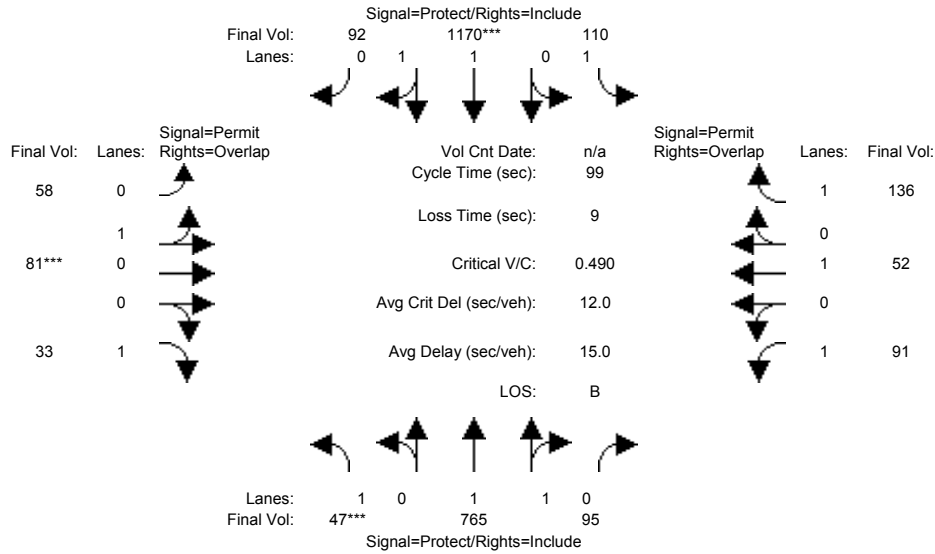 Signal=Protect/Rights=Include
Final Vol: 92 1170*** 110
Lanes: 0 1 1 0 1
Signal=Permit Signal=Permit
Final Vol: Lanes: Rights=Overlap Vol Cnt Date: n/a Rights=Overlap Lanes: Final Vol:
Cycle Time (sec): 99
58 0 1 136
Loss Time (sec): 9
1 0
81*** 0 Critical V/C: 0.490 1 52
0 Avg Crit Del (sec/veh): 12.0 0
33 1 Avg Delay (sec/veh): 15.0 1 91
LOS: B
Lanes: 1 0 1 1 0
Final Vol: 47*** 765 95
Signal=Protect/Rights=Include